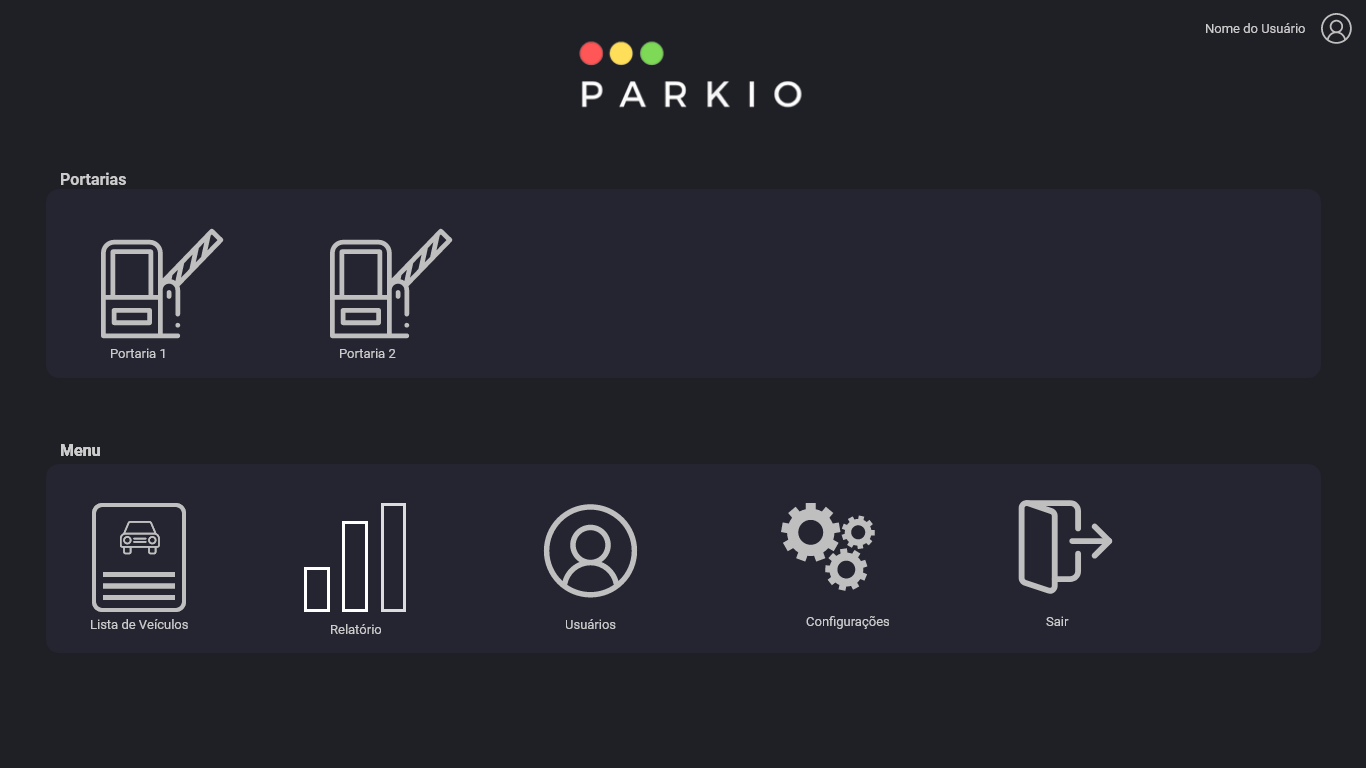 Nome do Usuário
PARKIO
Portarias
Portaria 1
Portaria 2
Menu
Lista de Veículos
Relatório
Usuários
Configurações
Sair